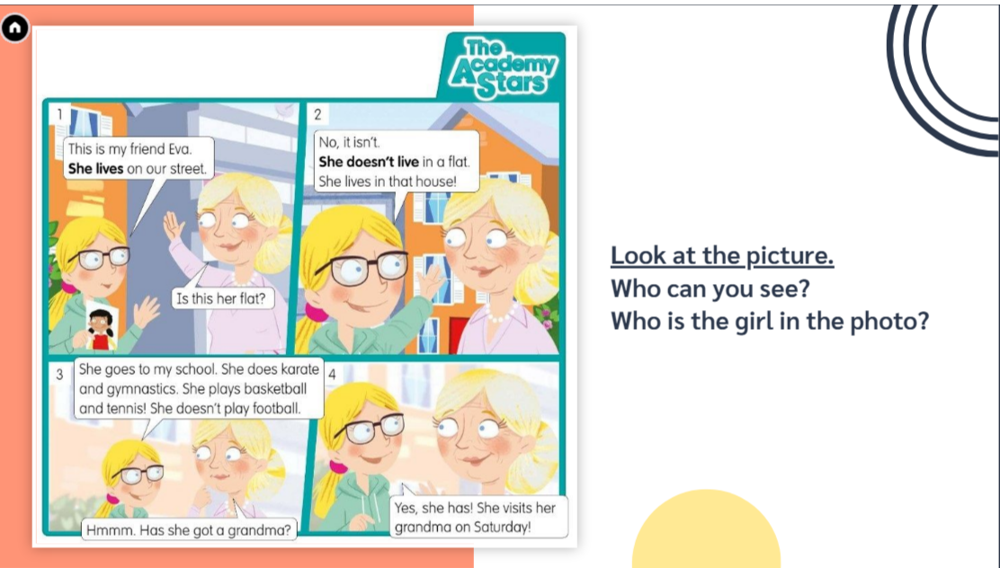 The
Academy
Stars
1
This is my friend Eva.
She lives on our street.
Is this her flat?
2
No, it isn't.
She doesn't live in a flat.
She lives in that house!
3
She goes to my school. She does karate
and gymnastics. She plays basketball
and tennis! She doesn't play football.
Hmmm. Has she got a grandma?
4
Yes, she has! She visits her
grandma on Saturday!
Look at the picture.
Who can you see?
Who is the girl in the photo?